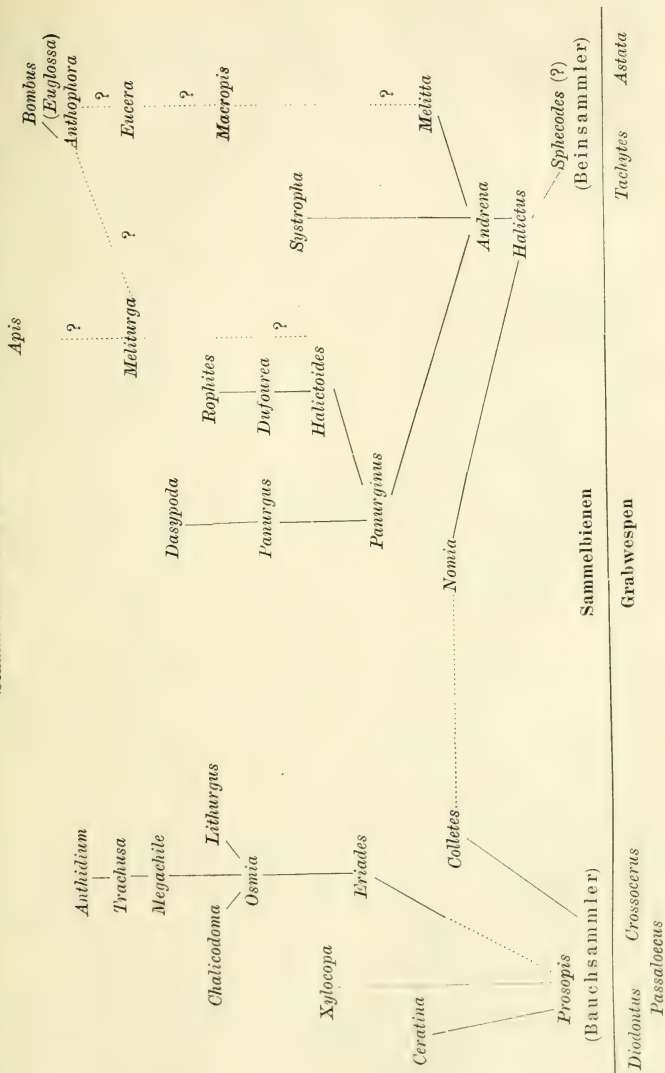 Apis
Bombus
/(Euglossa)
Anthophora
?
?
Meliturga
?
Eucera
?
Anthidium
Trachusa
Megachile
Dasypoda
Rophites
Macropis
Chalicodoma
Lithurgus
Osmia
Panurgus
Dufourea
?
Halictoides
Systropha
?
Xylocopa
Eriades
Panurginus
Melitta
Ceratina
Colletes
Nomia
Andrena
Halictus
Prosopis
Sphecodes (?)
(Bauchsammler)
Sammelbienen
(Beinsammler)
Diodontus
Crossocerus
Grabwespen
Tachytes
Astata
Passaloecus